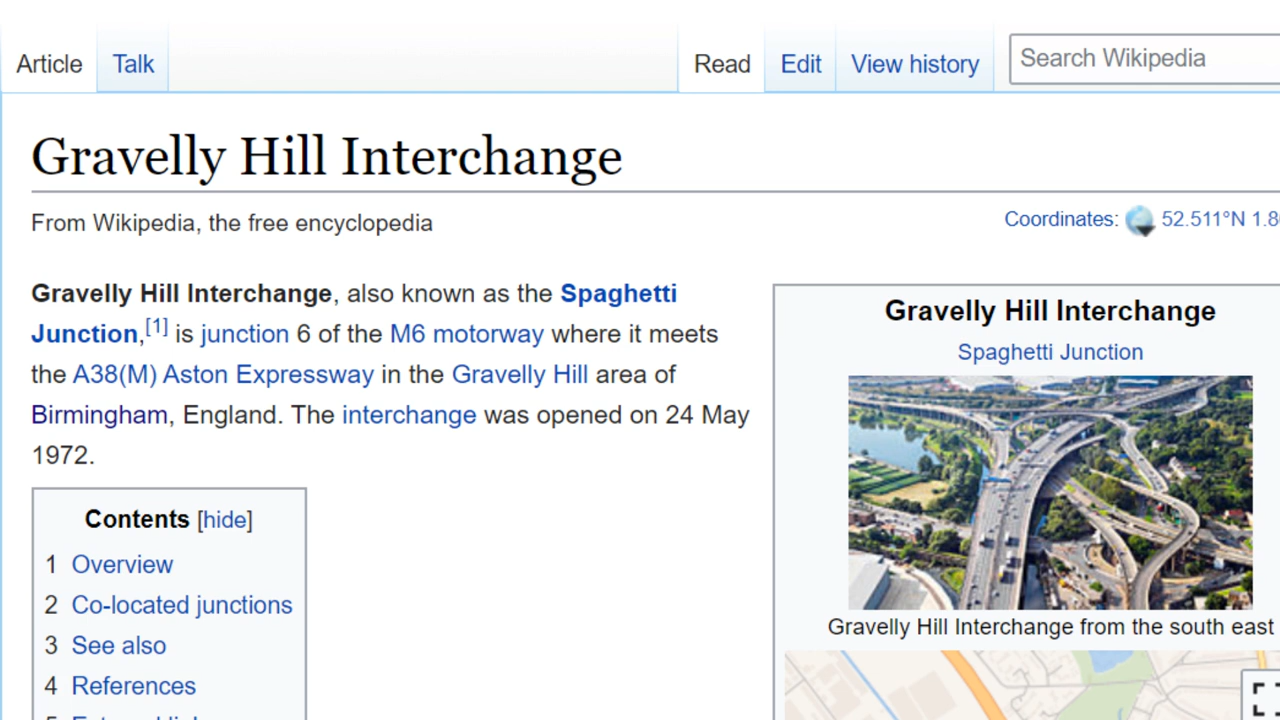 Article Talk Read Edit View history Search Wikipedia
Gravelly Hill Interchange
From Wikipedia, the free encyclopedia
Coordinates: 52.511°N
Gravelly Hill Interchange, also known as the Spaghetti
Junction,[1] is junction 6 of the M6 motorway where it meets
the A38(M) Aston Expressway in the Gravelly Hill area of
Birmingham, England. The interchange was opened on 24 May
1972.
Contents [hide]
1 Overview
2 Co-located junctions
3 See also
4 References
Gravelly Hill Interchange
Spaghetti Junction
Gravelly Hill Interchange from the south east